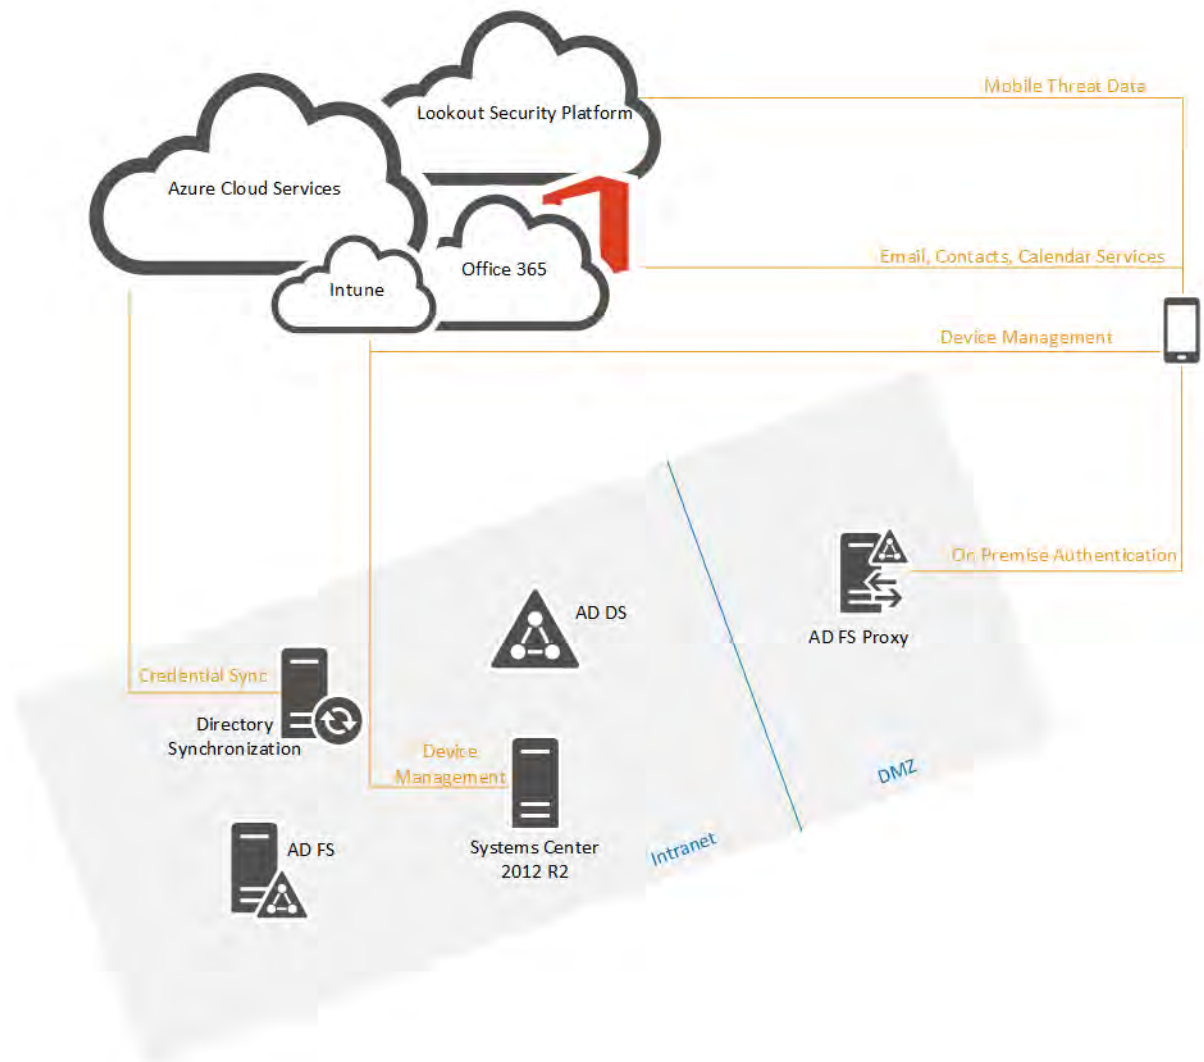 Mobile Threat Data
Lookout Security Platform
Azure Cloud Services
Email, Contacts, Calendar Services
Office 365
Intune
Device Management
On Premise Authentication
AD DS
AD FS Proxy
Credential Sync
Directory
Synchronization
Device
Management
DMZ
AD FS
Systems Center
2012 R2
Intranet